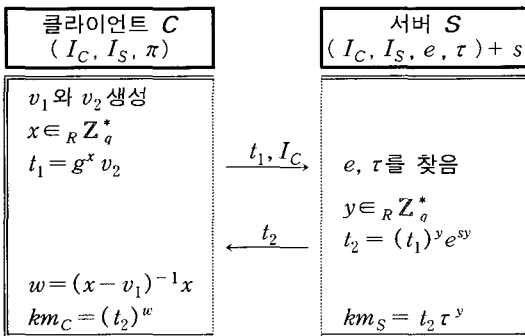 클라이언트 C
( I_C, I_S, π)
서버 S
( I_C, I_S, e, τ) + s
v_1와 v_2 생성
x ∈_R Z_q^*
t_1 = g^x v_2
t_1, I_C
e, τ를 찾음
y ∈_R Z_q^*
t_2
t_2 = (t_1)^y e^{sy}
w = (x − v_1)^{−1} x
km_C = (t_2)^w
km_S = t_2 τ^y